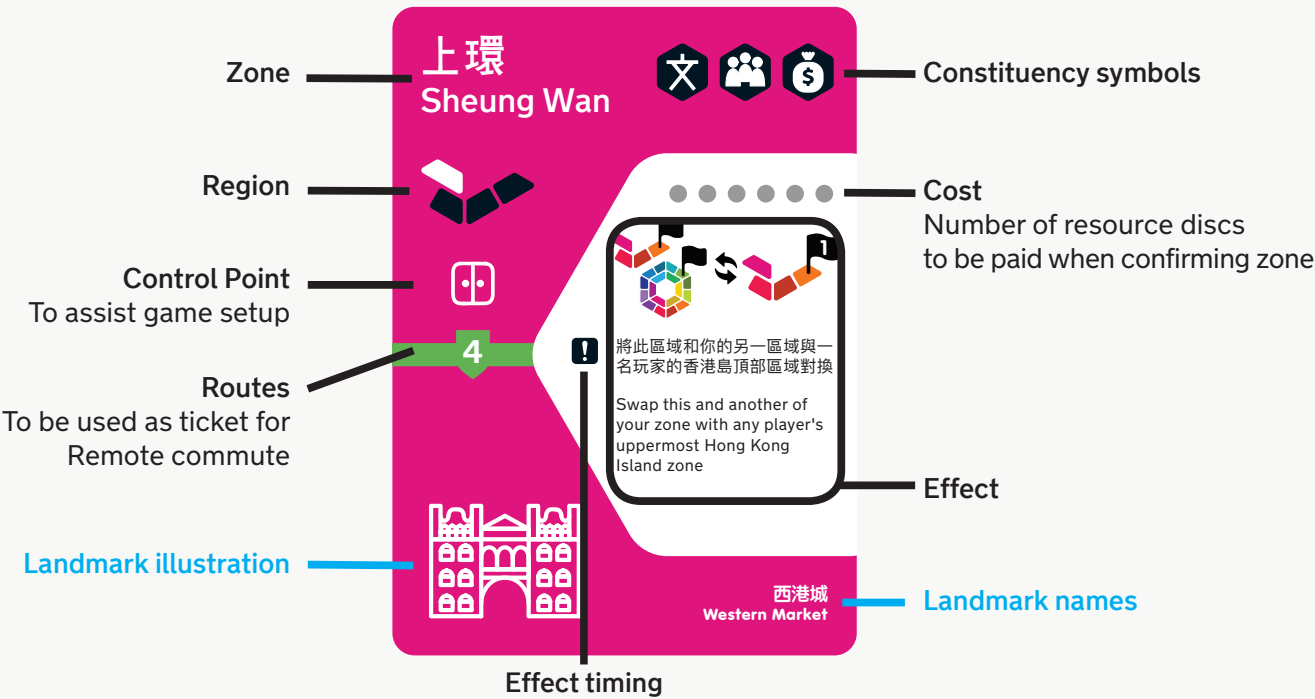 Zone
上環
Sheung Wan
文
$
Constituency symbols
Region
Cost
Number of resource discs
to be paid when confirming zone
1
Control Point
To assist game setup
4
!
將此區域和你的另一區域與一
名玩家的香港島頂部區域對換
Swap this and another of
your zone with any player's
uppermost Hong Kong
Island zone
Routes
To be used as ticket for
Remote commute
Effect
Landmark illustration
西港城
Western Market
Landmark names
Effect timing